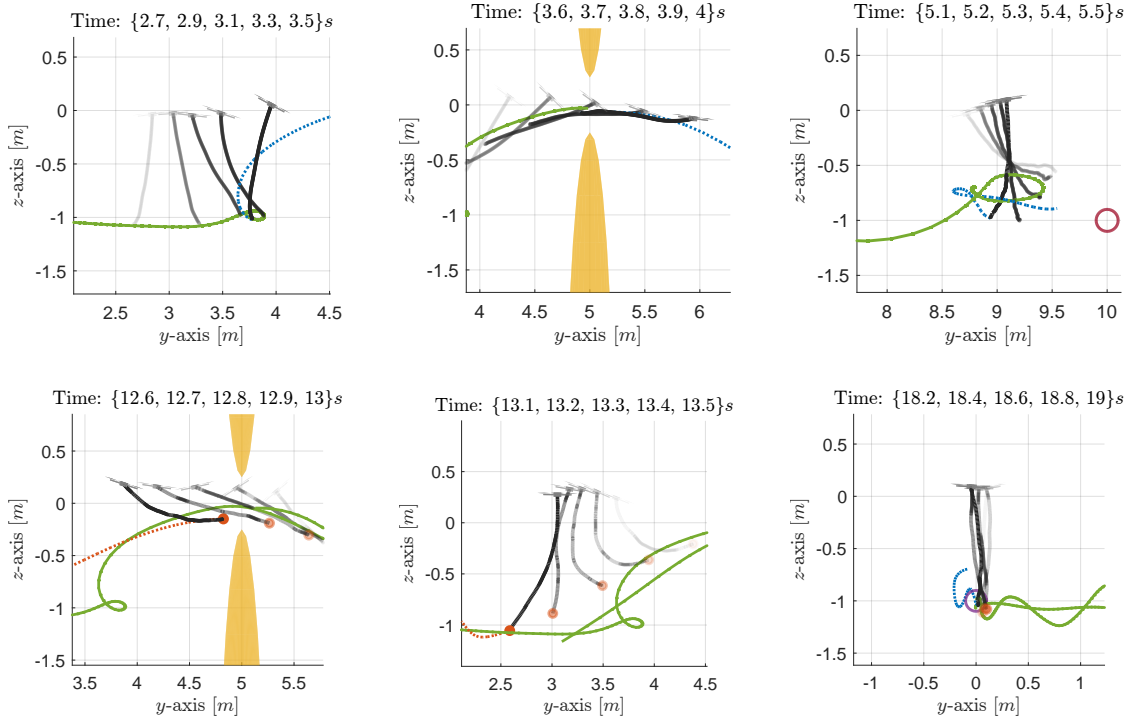 Time: {2.7, 2.9, 3.1, 3.3, 3.5}s
0.5
0
-0.5
-1
-1.5
z-axis [m]
2.5 3 3.5 4 4.5
y-axis [m]
Time: {3.6, 3.7, 3.8, 3.9, 4}s
0.5
0
-0.5
-1
-1.5
z-axis [m]
4 4.5 5 5.5 6
y-axis [m]
Time: {5.1, 5.2, 5.3, 5.4, 5.5}s
0.5
0
-0.5
-1
-1.5
z-axis [m]
8 8.5 9 9.5 10
y-axis [m]
Time: {12.6, 12.7, 12.8, 12.9, 13}s
0.5
0
-0.5
-1
-1.5
z-axis [m]
3.5 4 4.5 5 5.5
y-axis [m]
Time: {13.1, 13.2, 13.3, 13.4, 13.5}s
0.5
0
-0.5
-1
z-axis [m]
2.5 3 3.5 4 4.5
y-axis [m]
Time: {18.2, 18.4, 18.6, 18.8, 19}s
0.5
0
-0.5
-1
-1.5
z-axis [m]
-1 -0.5 0 0.5 1
y-axis [m]